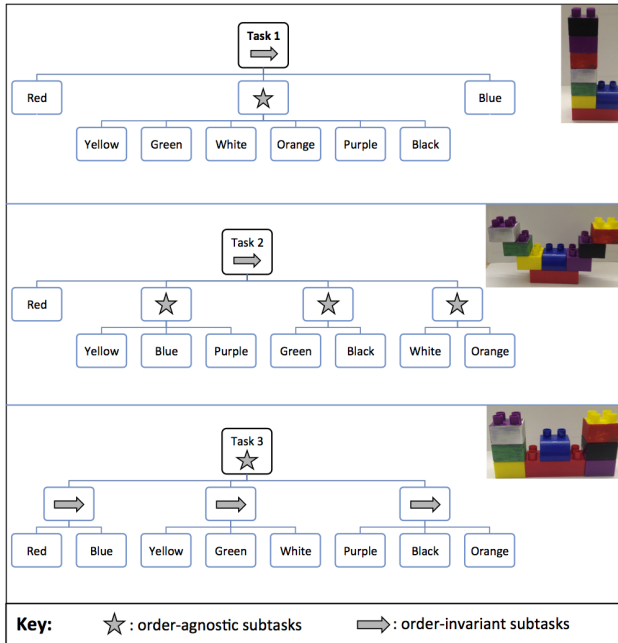 Task 1
Red
Blue
Yellow Green White Orange Purple Black
Task 2
Red
Yellow Blue Purple Green Black White Orange
Task 3
Red Blue Yellow Green White Purple Black Orange
Key: : order-agnostic subtasks : order-invariant subtasks